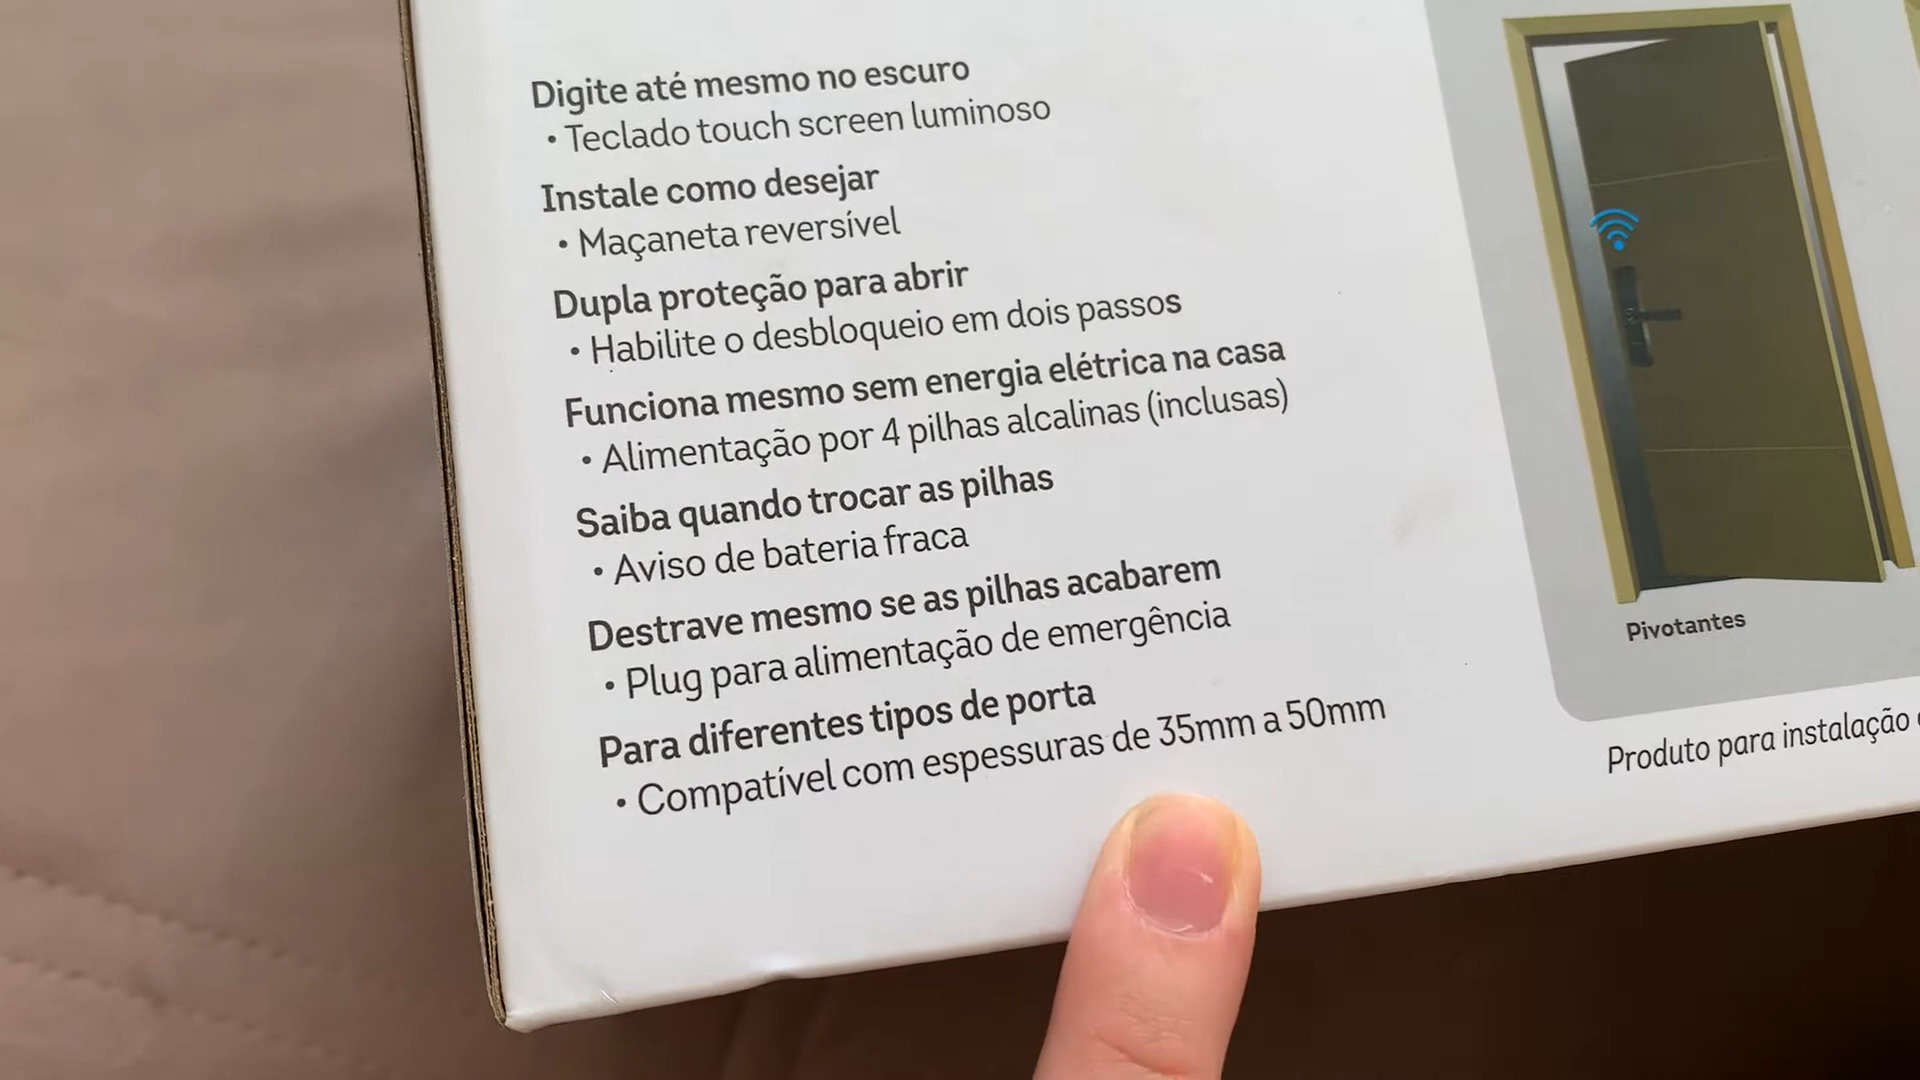 Digite até mesmo no escuro
• Teclado touch screen luminoso
Instale como desejar
• Maçaneta reversível
Dupla proteção para abrir
• Habilite o desbloqueio em dois passos
Funciona mesmo sem energia elétrica na casa
• Alimentação por 4 pilhas alcalinas (inclusas)
Saiba quando trocar as pilhas
• Aviso de bateria fraca
Destrave mesmo se as pilhas acabarem
• Plug para alimentação de emergência
Para diferentes tipos de porta
• Compatível com espessuras de 35mm a 50mm
Pivotantes
Produto para instalação